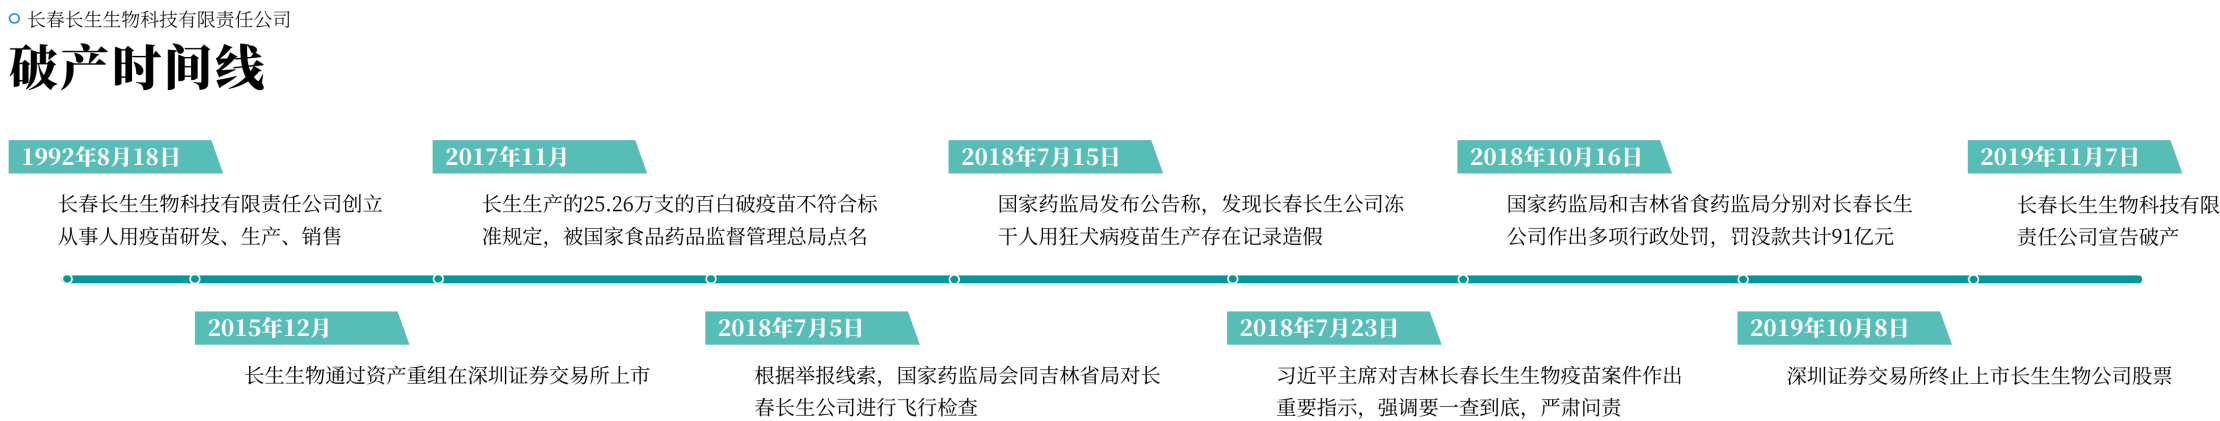 长春长生生物科技有限责任公司
破产时间线
1992年8月18日
长春长生生物科技有限责任公司创立
从事人用疫苗研发、生产、销售
2015年12月
长生生物通过资产重组在深圳证券交易所上市
2017年11月
长生生产的25.26万支的百白破疫苗不符合标
准规定，被国家食品药品监督管理总局点名
2018年7月5日
根据举报线索，国家药监局会同吉林省局对长
春长生公司进行飞行检查
2018年7月15日
国家药监局发布公告称，发现长春长生公司冻
干人用狂犬病疫苗生产存在记录造假
2018年7月23日
习近平主席对吉林长春长生生物疫苗案件作出
重要指示，强调要一查到底，严肃问责
2018年10月16日
国家药监局和吉林省食药监局分别对长春长生
公司作出多项行政处罚，罚没款共计91亿元
2019年10月8日
深圳证券交易所终止上市长生生物公司股票
2019年11月7日
长春长生生物科技有限
责任公司宣告破产